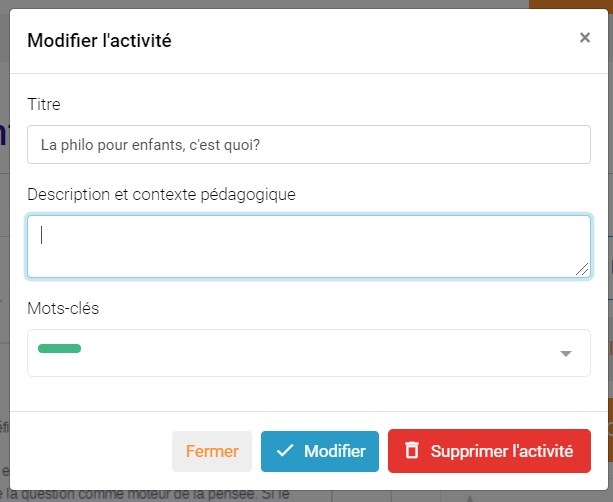 Modifier l'activité
×
Titre
La philo pour enfants, c'est quoi?
Description et contexte pédagogique
Mots-clés
Fermer
Modifier
Supprimer l'activité
la question comme moteur de la pensée. Si le